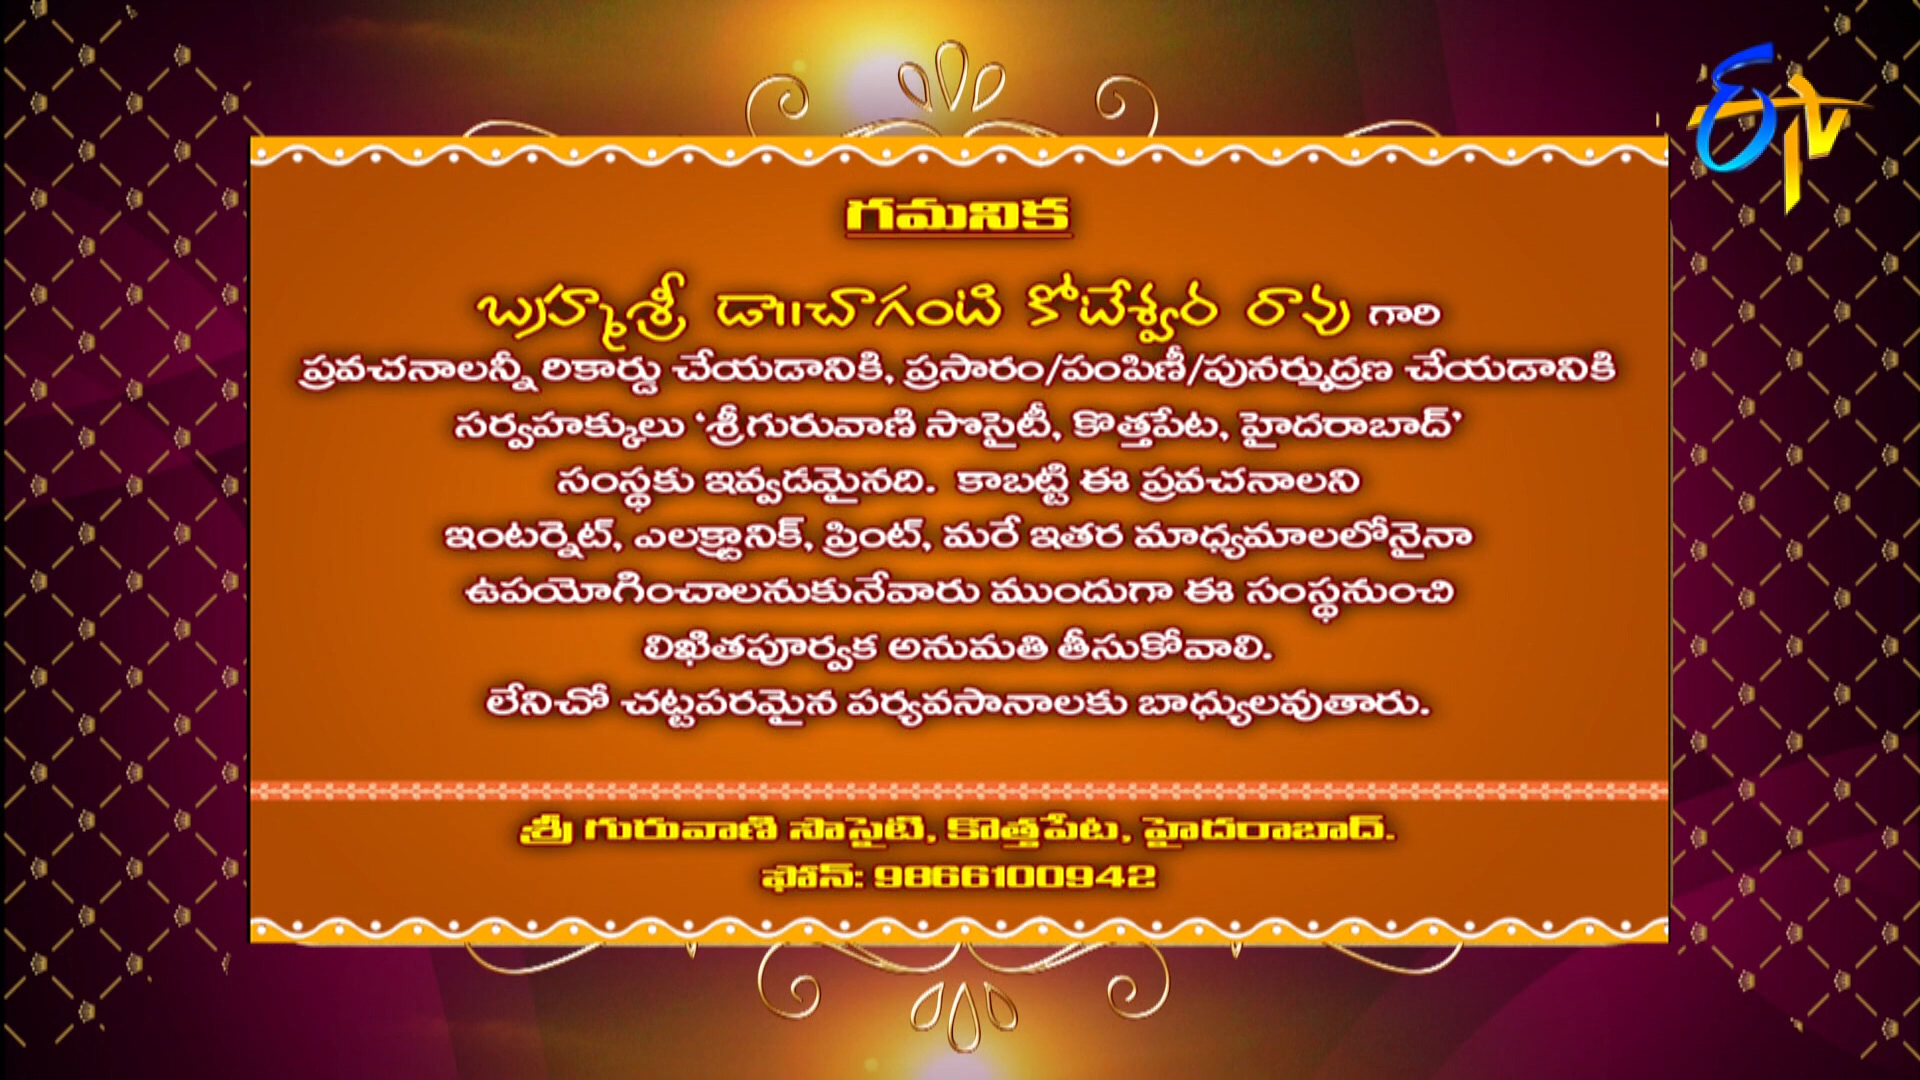 ఈTV
గమనిక
బ్రహ్మశ్రీ డా॥చాగంటి కోటేశ్వర రావు గారి
ప్రవచనాలన్నీ రికార్డు చేయడానికి, ప్రసారం/పంపిణీ/పునర్ముద్రణ చేయడానికి
సర్వహక్కులు ‘శ్రీగురువాణి సొసైటీ, కొత్తపేట, హైదరాబాద్’
సంస్థకు ఇవ్వడమైనది. కాబట్టి ఈ ప్రవచనాలని
ఇంటర్నెట్, ఎలక్ట్రానిక్, ప్రింట్, మరే ఇతర మాధ్యమాలలోనైనా
ఉపయోగించాలనుకునేవారు ముందుగా ఈ సంస్థనుంచి
లిఖితపూర్వక అనుమతి తీసుకోవాలి.
లేనిచో చట్టపరమైన పర్యవసానాలకు బాధ్యులవుతారు.
శ్రీ గురువాణి సొసైటి, కొత్తపేట, హైదరాబాద్.
ఫోన్: 9866100942